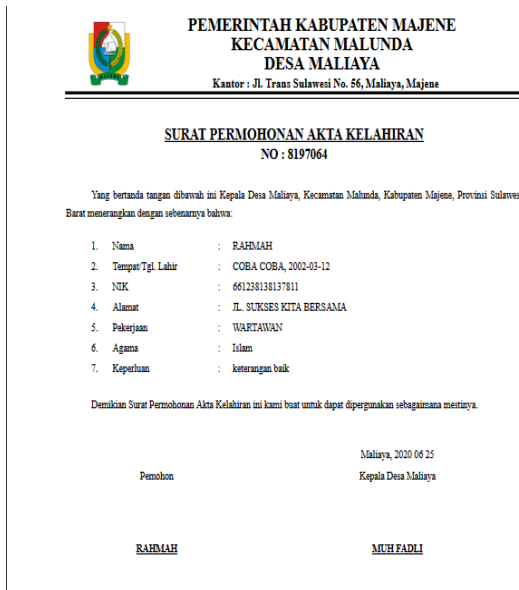 PEMERINTAH KABUPATEN MAJENE
KECAMATAN MALUNDA
DESA MALIAYA
Kantor : Jl. Trans Sulawesi No. 56, Maliaya, Majene
SURAT PERMOHONAN AKTA KELAHIRAN
NO : 8197064
Yang bertanda tangan dibawah ini Kepala Desa Maliaya, Kecamatan Malunda, Kabupaten Majene, Provinsi Sulawes
Barat menerangkan dengan sebenarnya bahwa:
1. Nama : RAHMAH
2. Tempat/Tgl. Lahir : COBA COBA, 2002-03-12
3. NIK : 661238138137811
4. Alamat : JL. SUKSES KITA BERSAMA
5. Pekerjaan : WARTAWAN
6. Agama : Islam
7. Keperluan : keterangan baik
Demikian Surat Permohonan Akta Kelahiran ini kami buat untuk dapat dipergunakan sebagaimana mestinya.
Maliaya, 2020 06 25
Pemohon Kepala Desa Maliaya
RAHMAH MUH FADLI